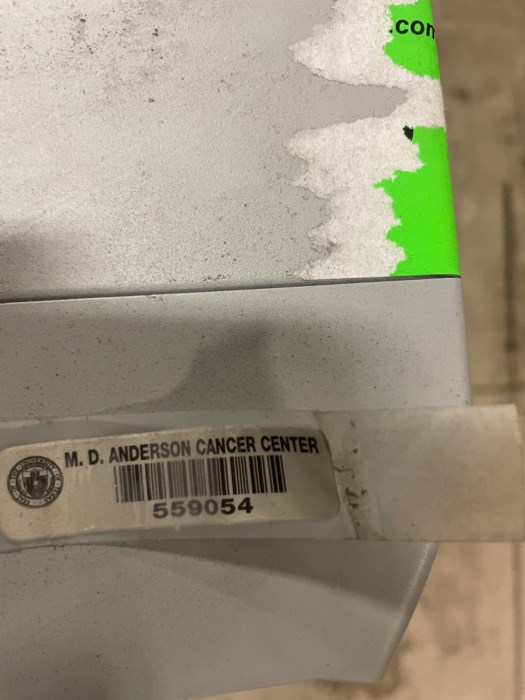 .com
M. D. ANDERSON CANCER CENTER
559054